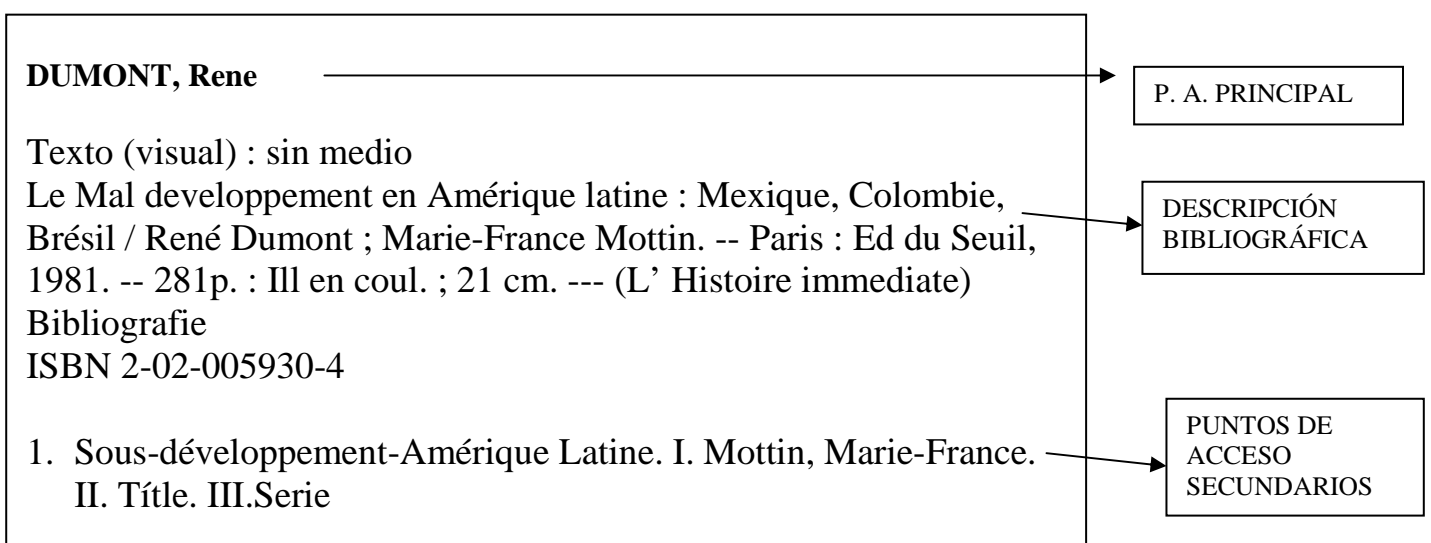 DUMONT, Rene
P. A. PRINCIPAL
Texto (visual) : sin medio
Le Mal developpement en Amérique latine : Mexique, Colombie,
Brésil / René Dumont ; Marie-France Mottin. -- Paris : Ed du Seuil,
1981. -- 281p. : Ill en coul. ; 21 cm. --- (L’ Histoire immediate)
Bibliografie
ISBN 2-02-005930-4
DESCRIPCIÓN
BIBLIOGRÁFICA
1. Sous-développement-Amérique Latine. I. Mottin, Marie-France.
II. Títle. III.Serie
PUNTOS DE
ACCESO
SECUNDARIOS